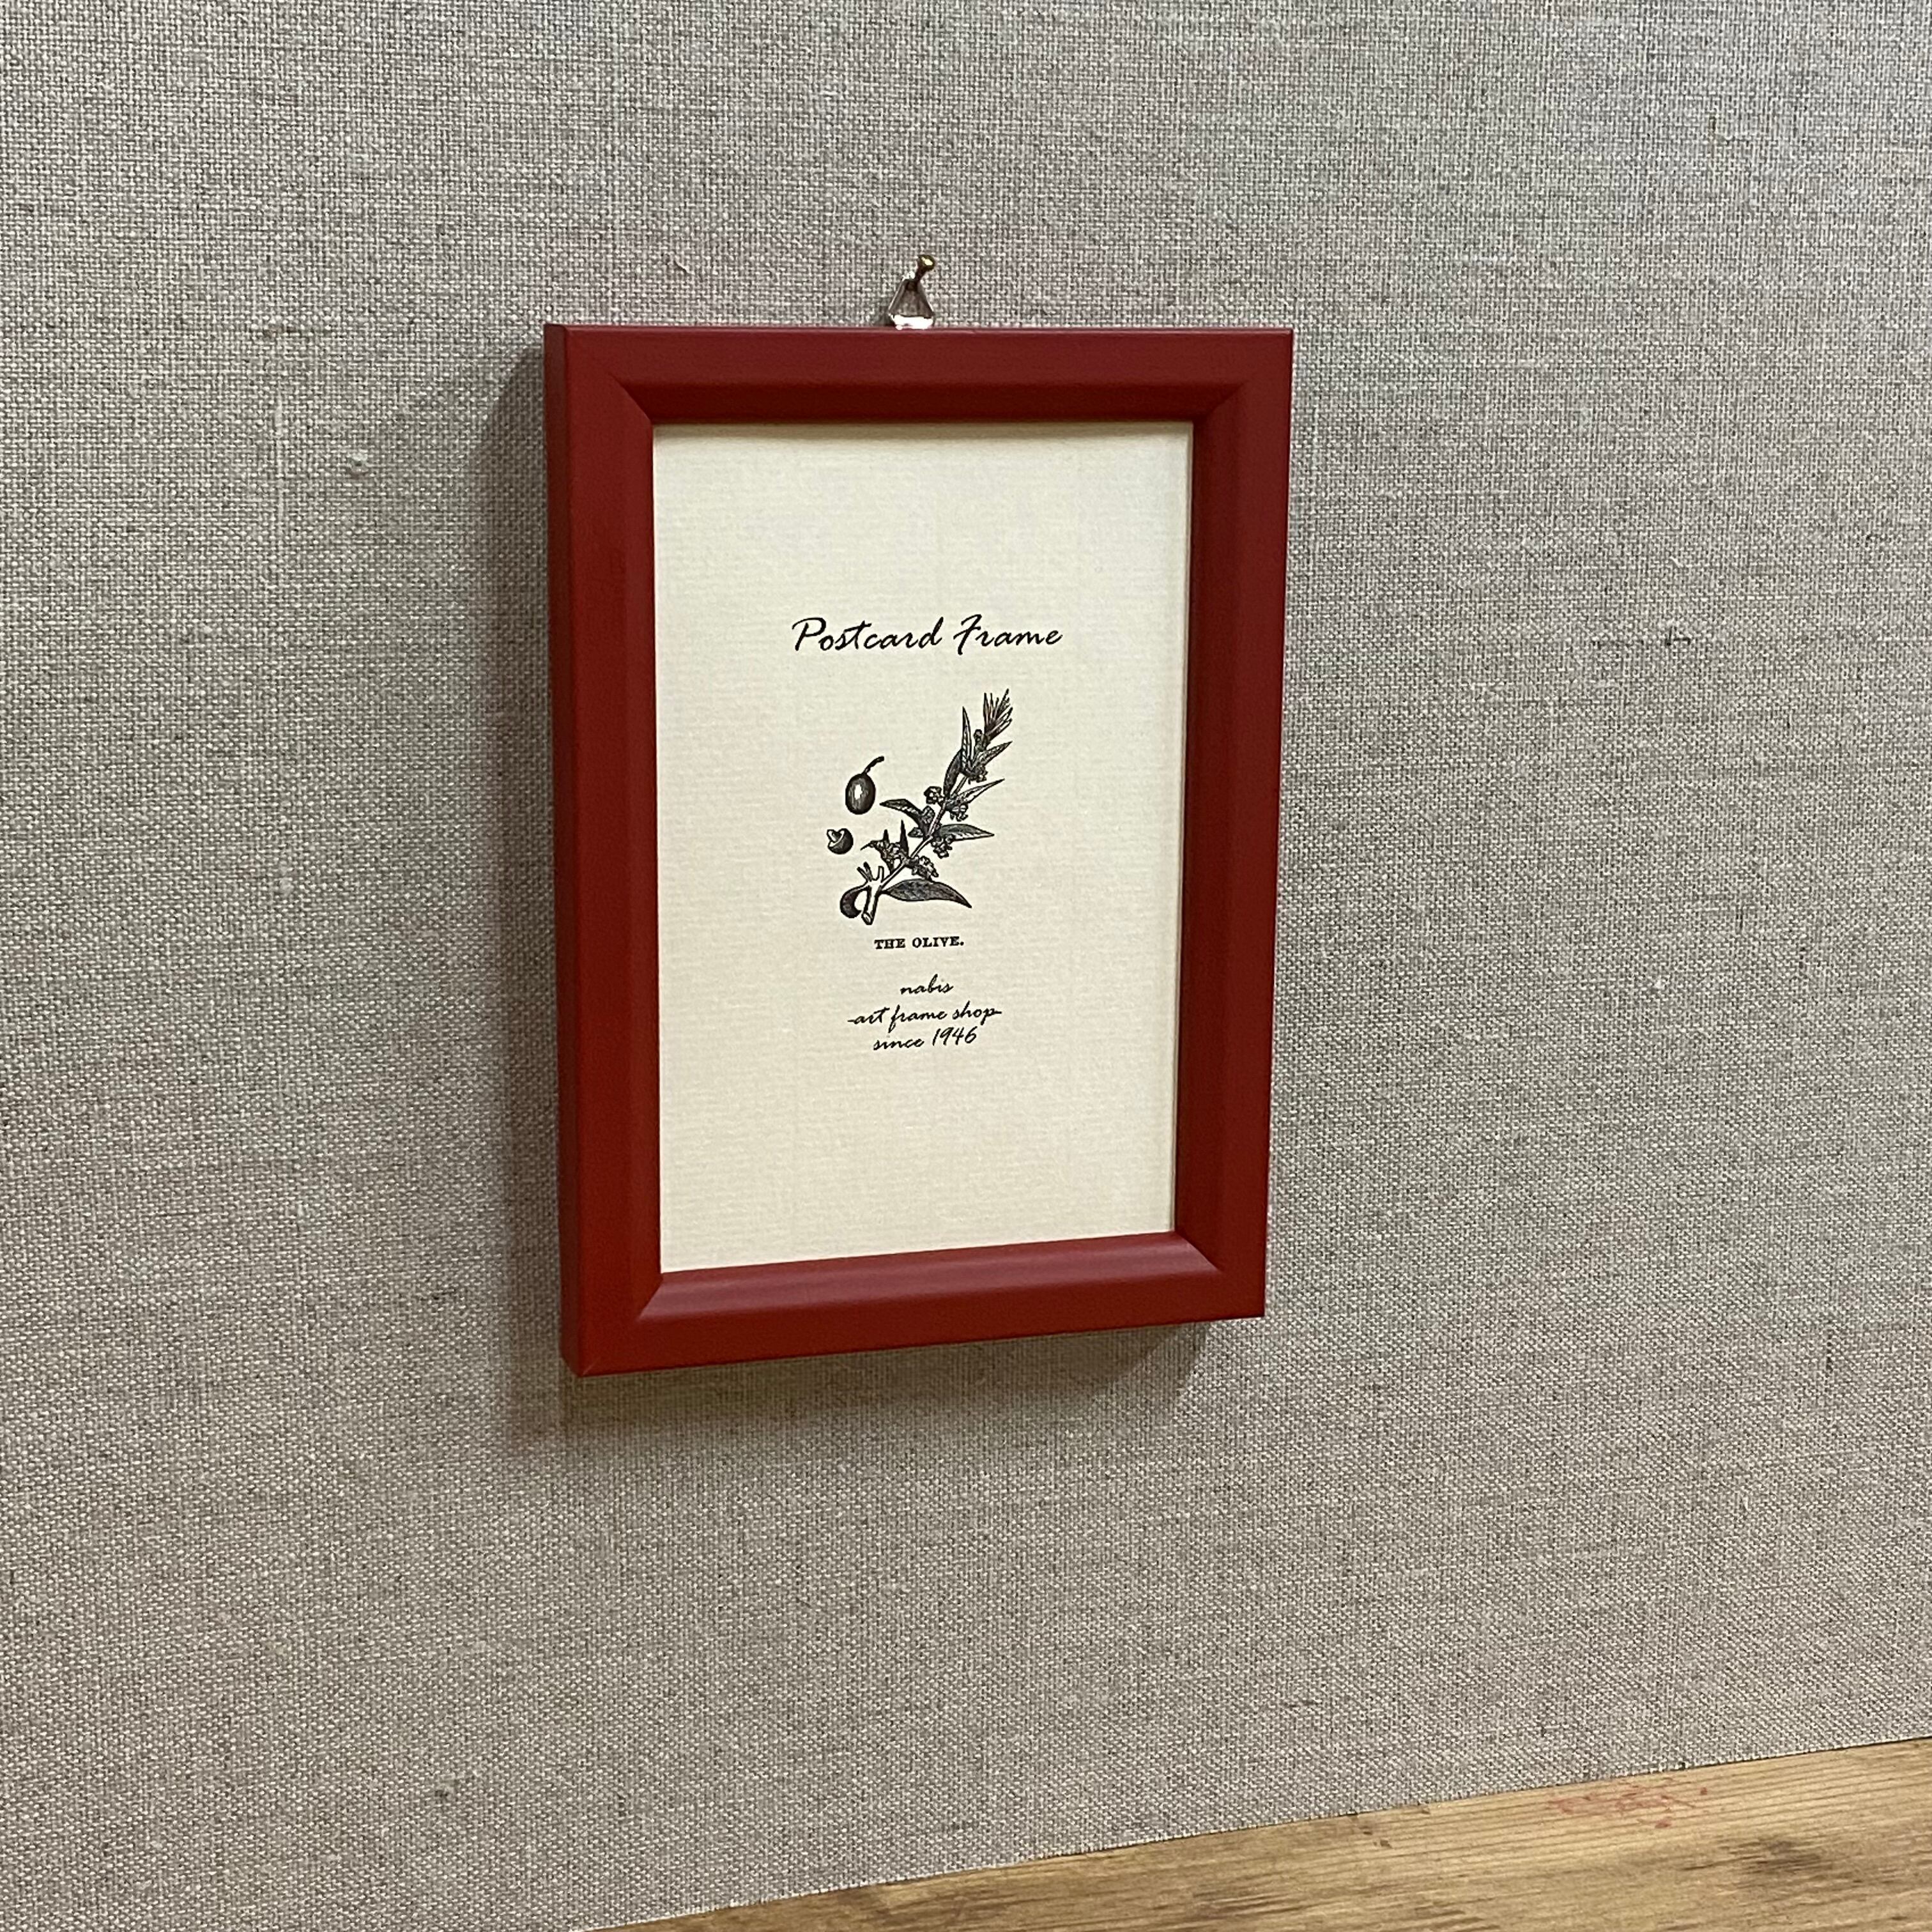 Postcard Frame
THE OLIVE.
nabis
-art frame shop-
since 1946